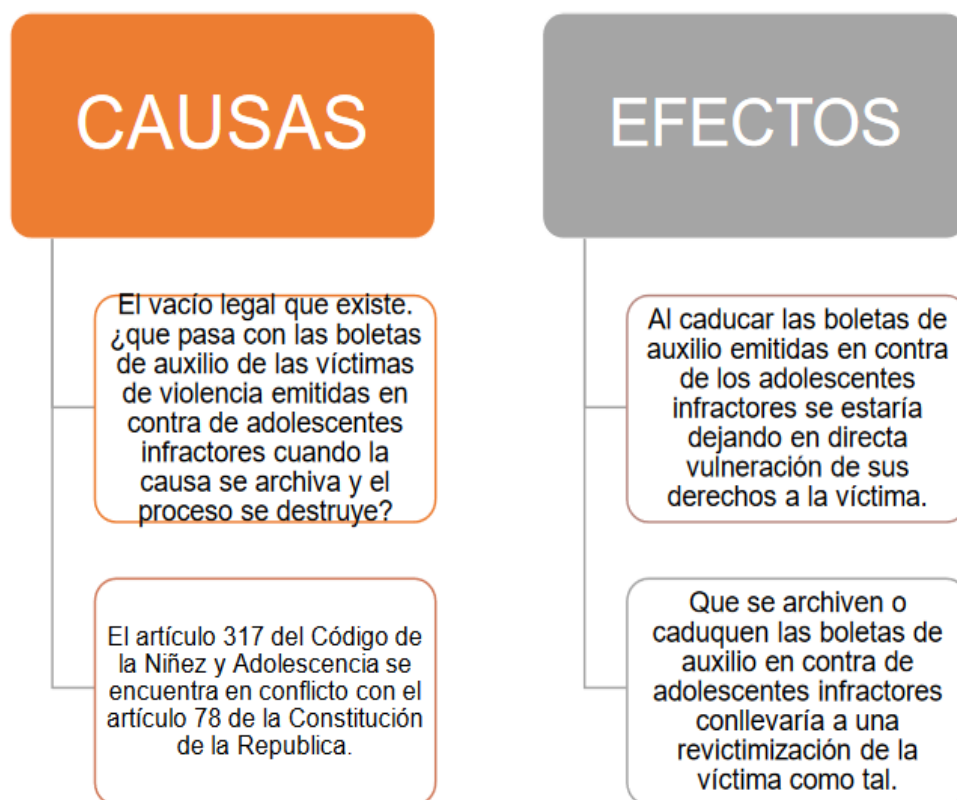 CAUSAS
El vacío legal que existe.
¿que pasa con las boletas
de auxilio de las víctimas
de violencia emitidas en
contra de adolescentes
infractores cuando la
causa se archiva y el
proceso se destruye?
El artículo 317 del Código de
la Niñez y Adolescencia se
encuentra en conflicto con el
artículo 78 de la Constitución
de la Republica.
EFECTOS
Al caducar las boletas de
auxilio emitidas en contra
de los adolescentes
infractores se estaría
dejando en directa
vulneración de sus
derechos a la víctima.
Que se archiven o
caduquen las boletas de
auxilio en contra de
adolescentes infractores
conllevaría a una
revictimización de la
víctima como tal.